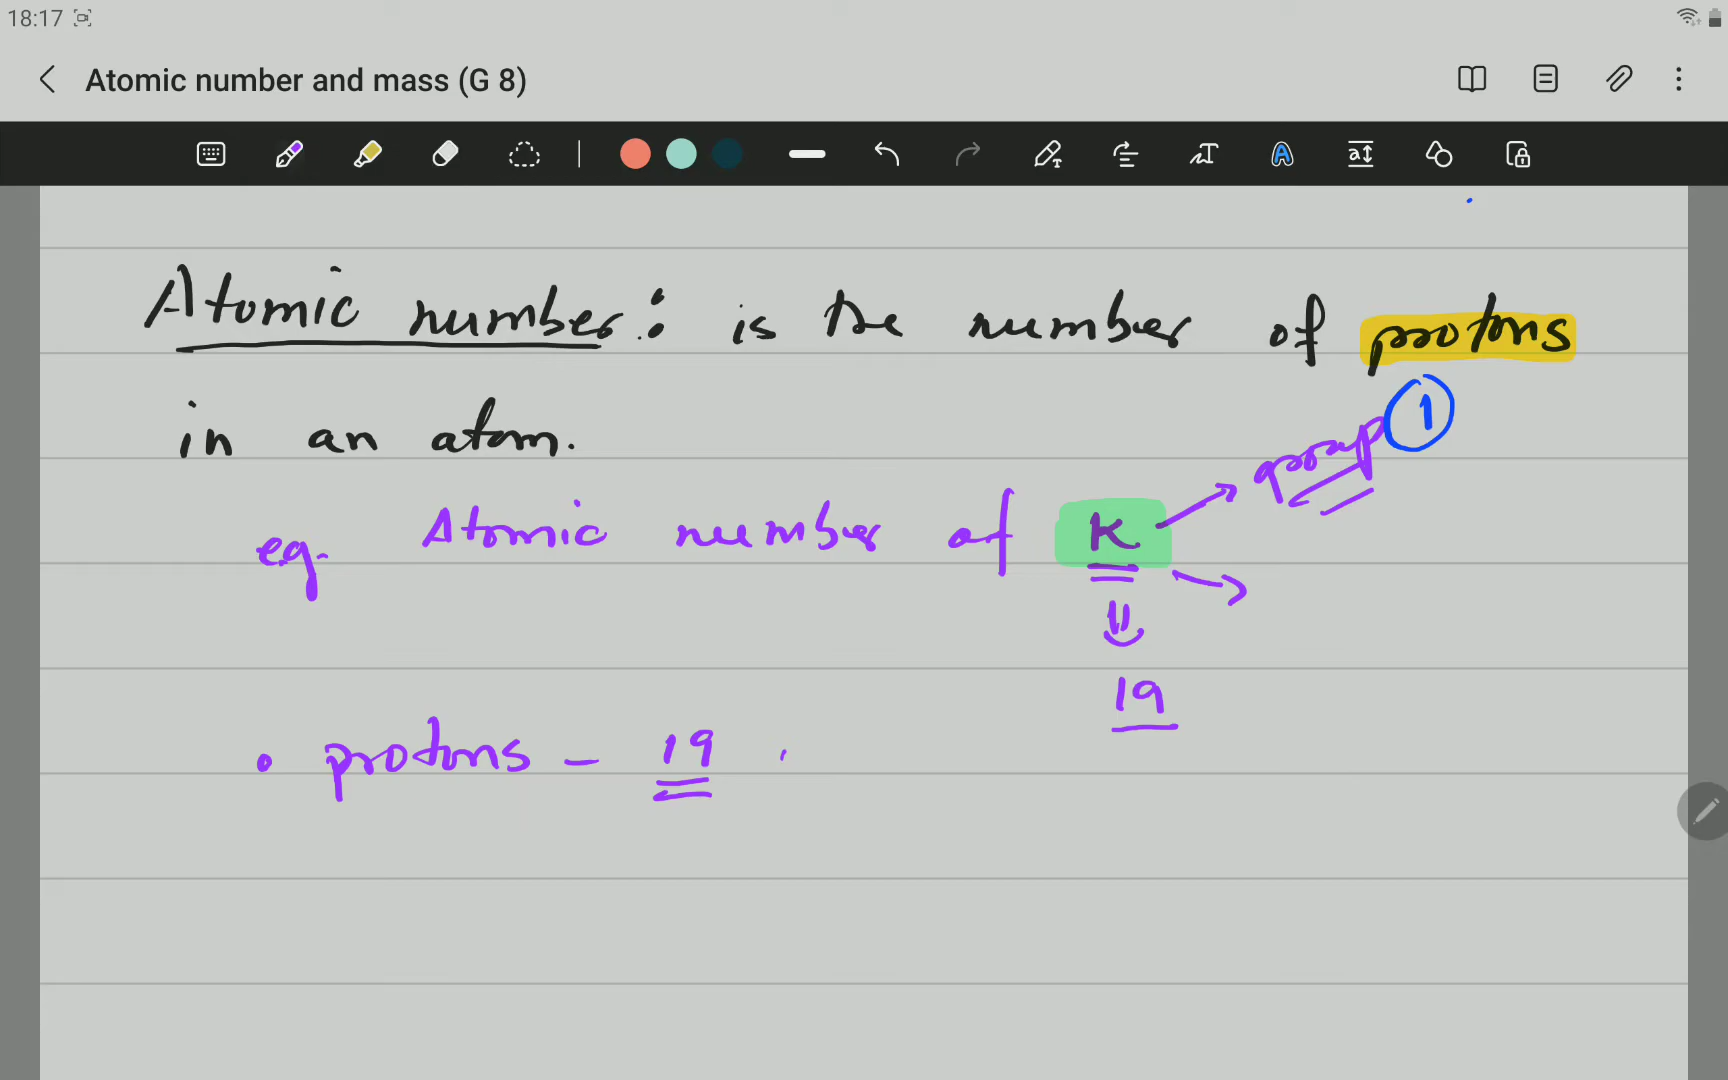 18:17
Atomic number and mass (G 8)
Atomic number: is the number of protons
in an atom.
1
group
eg. Atomic number of K
19
• protons - 19